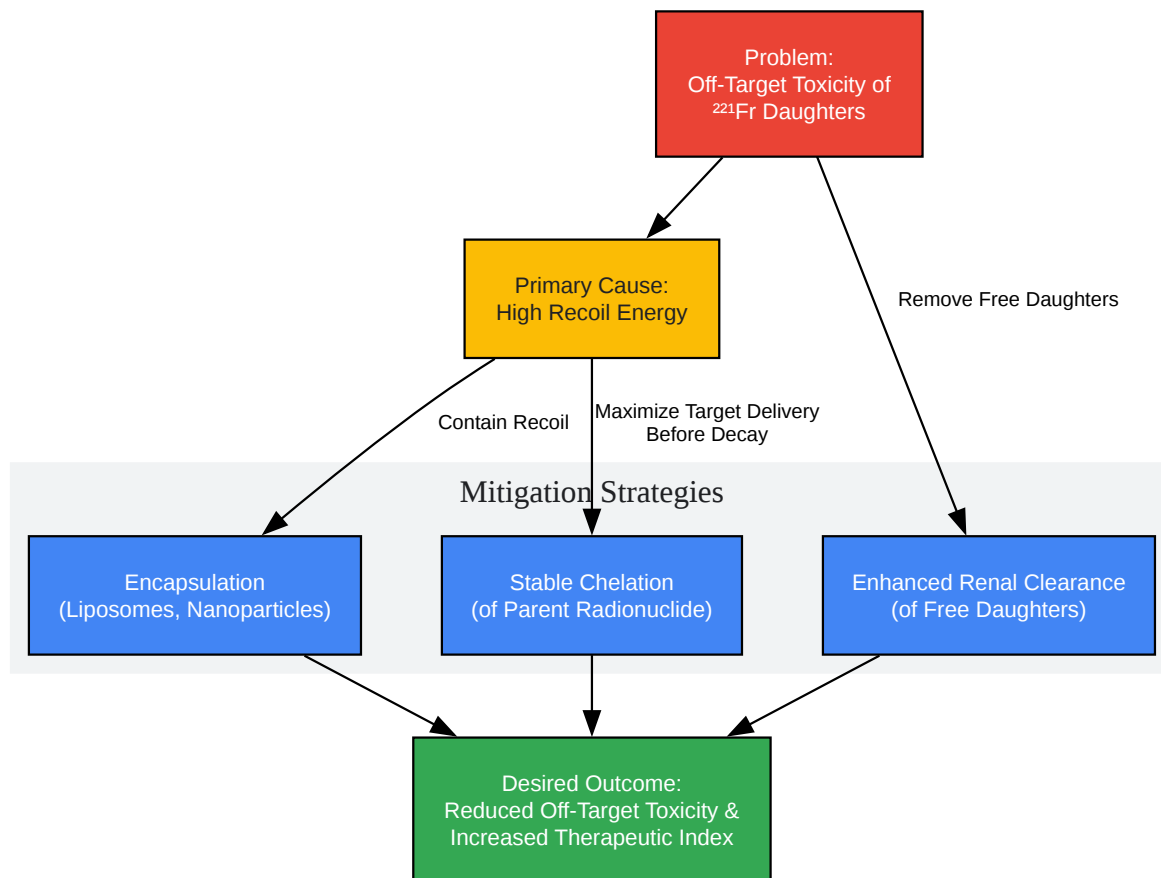 Problem:
Off-Target Toxicity of
²²¹Fr Daughters
Primary Cause:
High Recoil Energy
Remove Free Daughters
Contain Recoil
Maximize Target Delivery
Before Decay
Mitigation Strategies
Encapsulation
(Liposomes, Nanoparticles)
Stable Chelation
(of Parent Radionuclide)
Enhanced Renal Clearance
(of Free Daughters)
Desired Outcome:
Reduced Off-Target Toxicity &
Increased Therapeutic Index